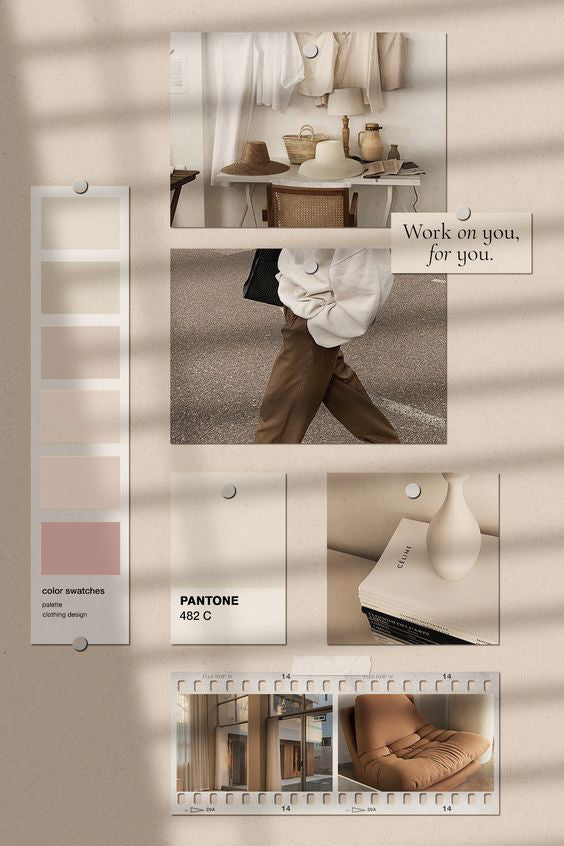 Work on you,
for you.
color swatches
palette
clothing design
PANTONE
482 C
CÉLINE
14
14
20A
20A
14
14